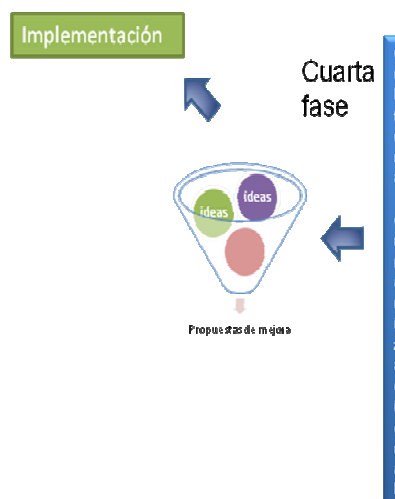 Implementación
Cuarta
fase
ideas
ideas
Propuestas de mejora